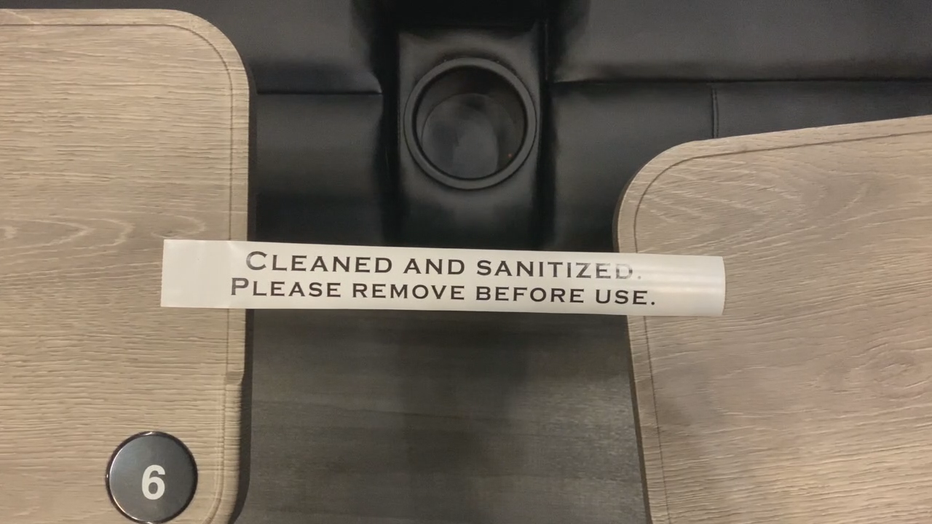 CLEANED AND SANITIZED.
PLEASE REMOVE BEFORE USE.
6